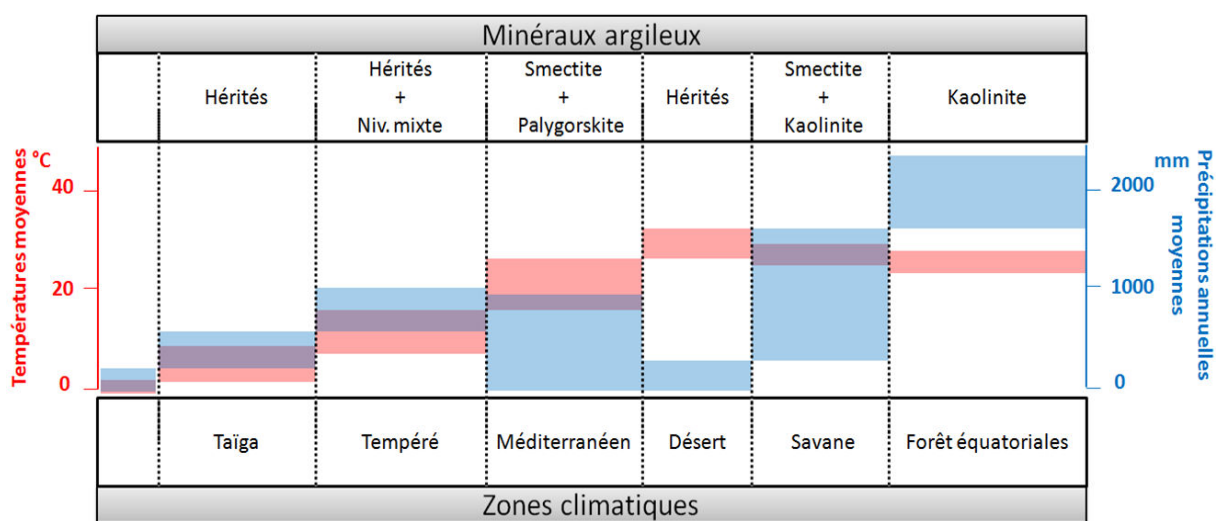 Minéraux argileux
Hérités
Hérités
+
Niv. mixte
Smectite
+
Palygorskite
Hérités
Smectite
+
Kaolinite
Kaolinite
Températures moyennes
°C
40
20
0
mm
2000
1000
0
Précipitations annuelles
moyennes
Taïga
Tempéré
Méditerranéen
Désert
Savane
Forêt équatoriales
Zones climatiques